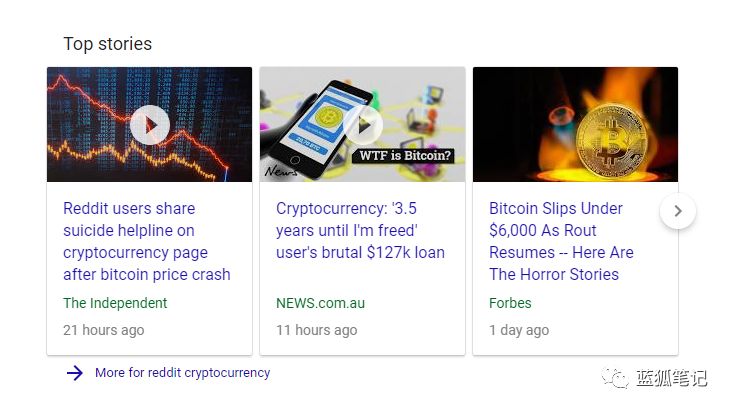 Top stories
News
WTF is Bitcoin?
Reddit users share
suicide helpline on
cryptocurrency page
after bitcoin price crash
The Independent
21 hours ago
Cryptocurrency: '3.5
years until I'm freed'
user's brutal $127k loan
NEWS.com.au
11 hours ago
Bitcoin Slips Under
$6,000 As Rout
Resumes -- Here Are
The Horror Stories
Forbes
1 day ago
More for reddit cryptocurrency
蓝狐笔记